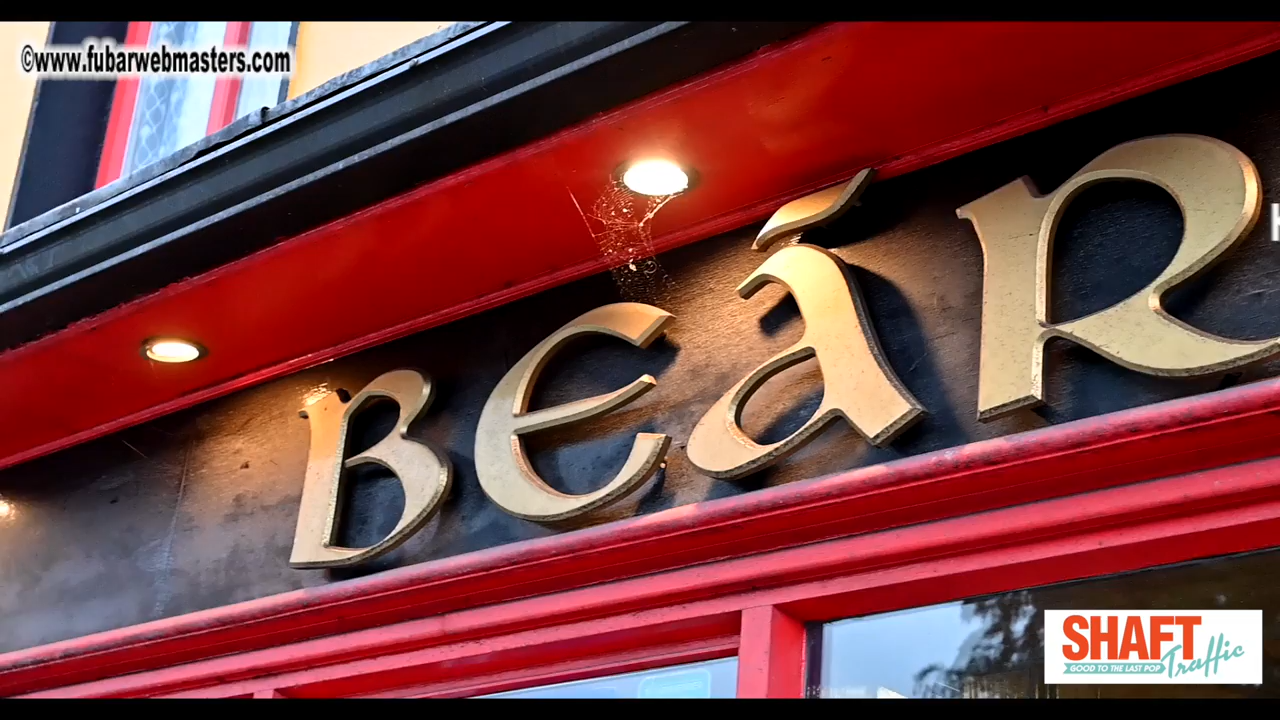 ©www.fubarwebmasters.com
BEÁR
SHAFT
GOOD TO THE LAST POP
Traffic